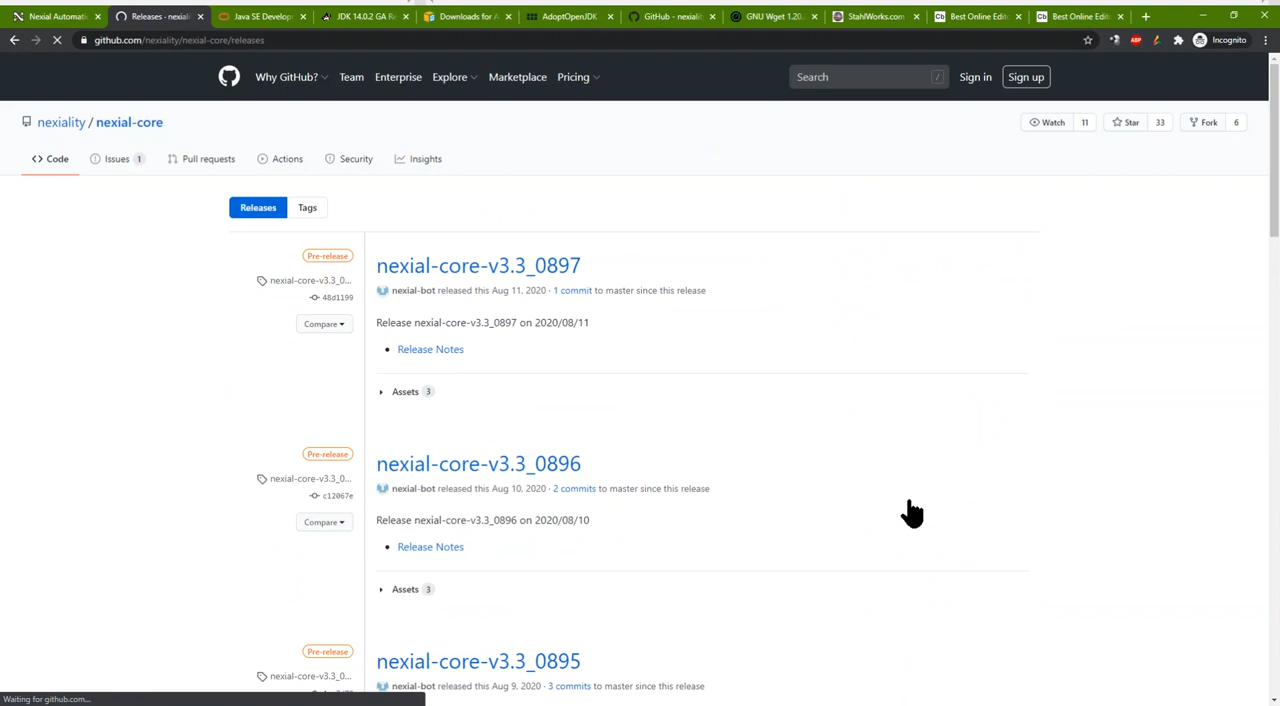 Nexial Automatic
Releases - nexial
Java SE Developm
JDK 14.0.2 GA Re
Downloads for A
AdoptOpenJDK
GitHub - nexiality
GNU Wget 1.20.
StahlWorks.com
Best Online Edito
Best Online Edito
github.com/nexiality/nexial-core/releases
ABP
Incognito
Why GitHub?
Team
Enterprise
Explore
Marketplace
Pricing
Search
/
Sign in
Sign up
nexiality / nexial-core
Watch 11
Star 33
Fork 6
<> Code
Issues 1
Pull requests
Actions
Security
Insights
Releases
Tags
Pre-release
nexial-core-v3.3_0...
48d1199
Compare
nexial-core-v3.3_0897
nexial-bot released this Aug 11, 2020 · 1 commit to master since this release
Release nexial-core-v3.3_0897 on 2020/08/11
• Release Notes
Assets 3
Pre-release
nexial-core-v3.3_0...
c12067e
Compare
nexial-core-v3.3_0896
nexial-bot released this Aug 10, 2020 · 2 commits to master since this release
Release nexial-core-v3.3_0896 on 2020/08/10
• Release Notes
Assets 3
Pre-release
nexial-core-v3.3_0...
nexial-core-v3.3_0895
nexial-bot released this Aug 9, 2020 · 3 commits to master since this release
Waiting for github.com...